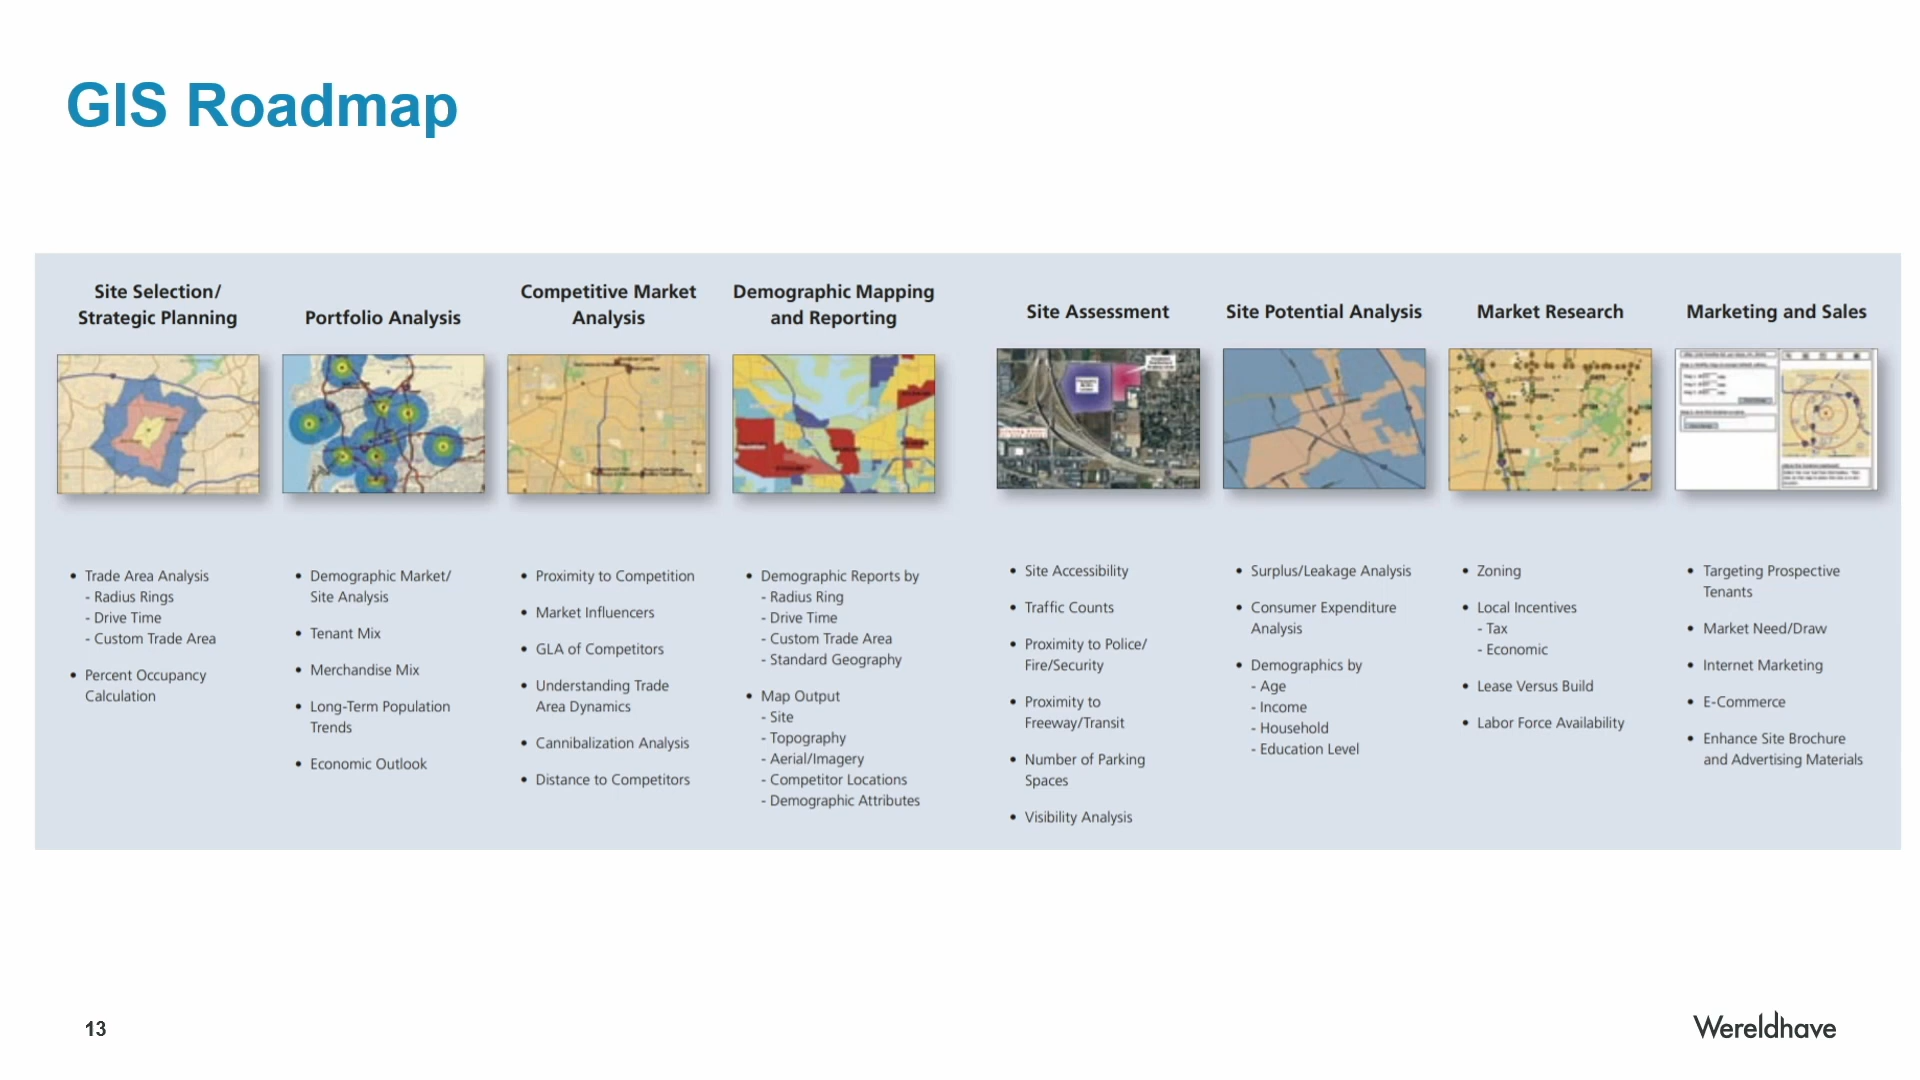 GIS Roadmap
Site Selection/
Strategic Planning
• Trade Area Analysis
- Radius Rings
- Drive Time
- Custom Trade Area
• Percent Occupancy
Calculation
Portfolio Analysis
• Demographic Market/
Site Analysis
• Tenant Mix
• Merchandise Mix
• Long-Term Population
Trends
• Economic Outlook
Competitive Market
Analysis
• Proximity to Competition
• Market Influencers
• GLA of Competitors
• Understanding Trade
Area Dynamics
• Cannibalization Analysis
• Distance to Competitors
Demographic Mapping
and Reporting
• Demographic Reports by
- Radius Ring
- Drive Time
- Custom Trade Area
- Standard Geography
• Map Output
- Site
- Topography
- Aerial/Imagery
- Competitor Locations
- Demographic Attributes
Site Assessment
• Site Accessibility
• Traffic Counts
• Proximity to Police/
Fire/Security
• Proximity to
Freeway/Transit
• Number of Parking
Spaces
• Visibility Analysis
Site Potential Analysis
• Surplus/Leakage Analysis
• Consumer Expenditure
Analysis
• Demographics by
- Age
- Income
- Household
- Education Level
Market Research
• Zoning
• Local Incentives
- Tax
- Economic
• Lease Versus Build
• Labor Force Availability
Marketing and Sales
• Targeting Prospective
Tenants
• Market Need/Draw
• Internet Marketing
• E-Commerce
• Enhance Site Brochure
and Advertising Materials
13
Wereldhave